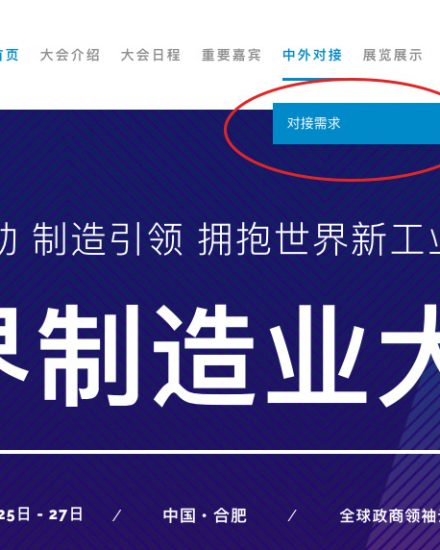 首页 大会介绍 大会日程 重要嘉宾 中外对接 展览展示
对接需求
制造引领 拥抱世界新工业
界制造业大
25日 - 27日 / 中国·合肥 / 全球政商领袖